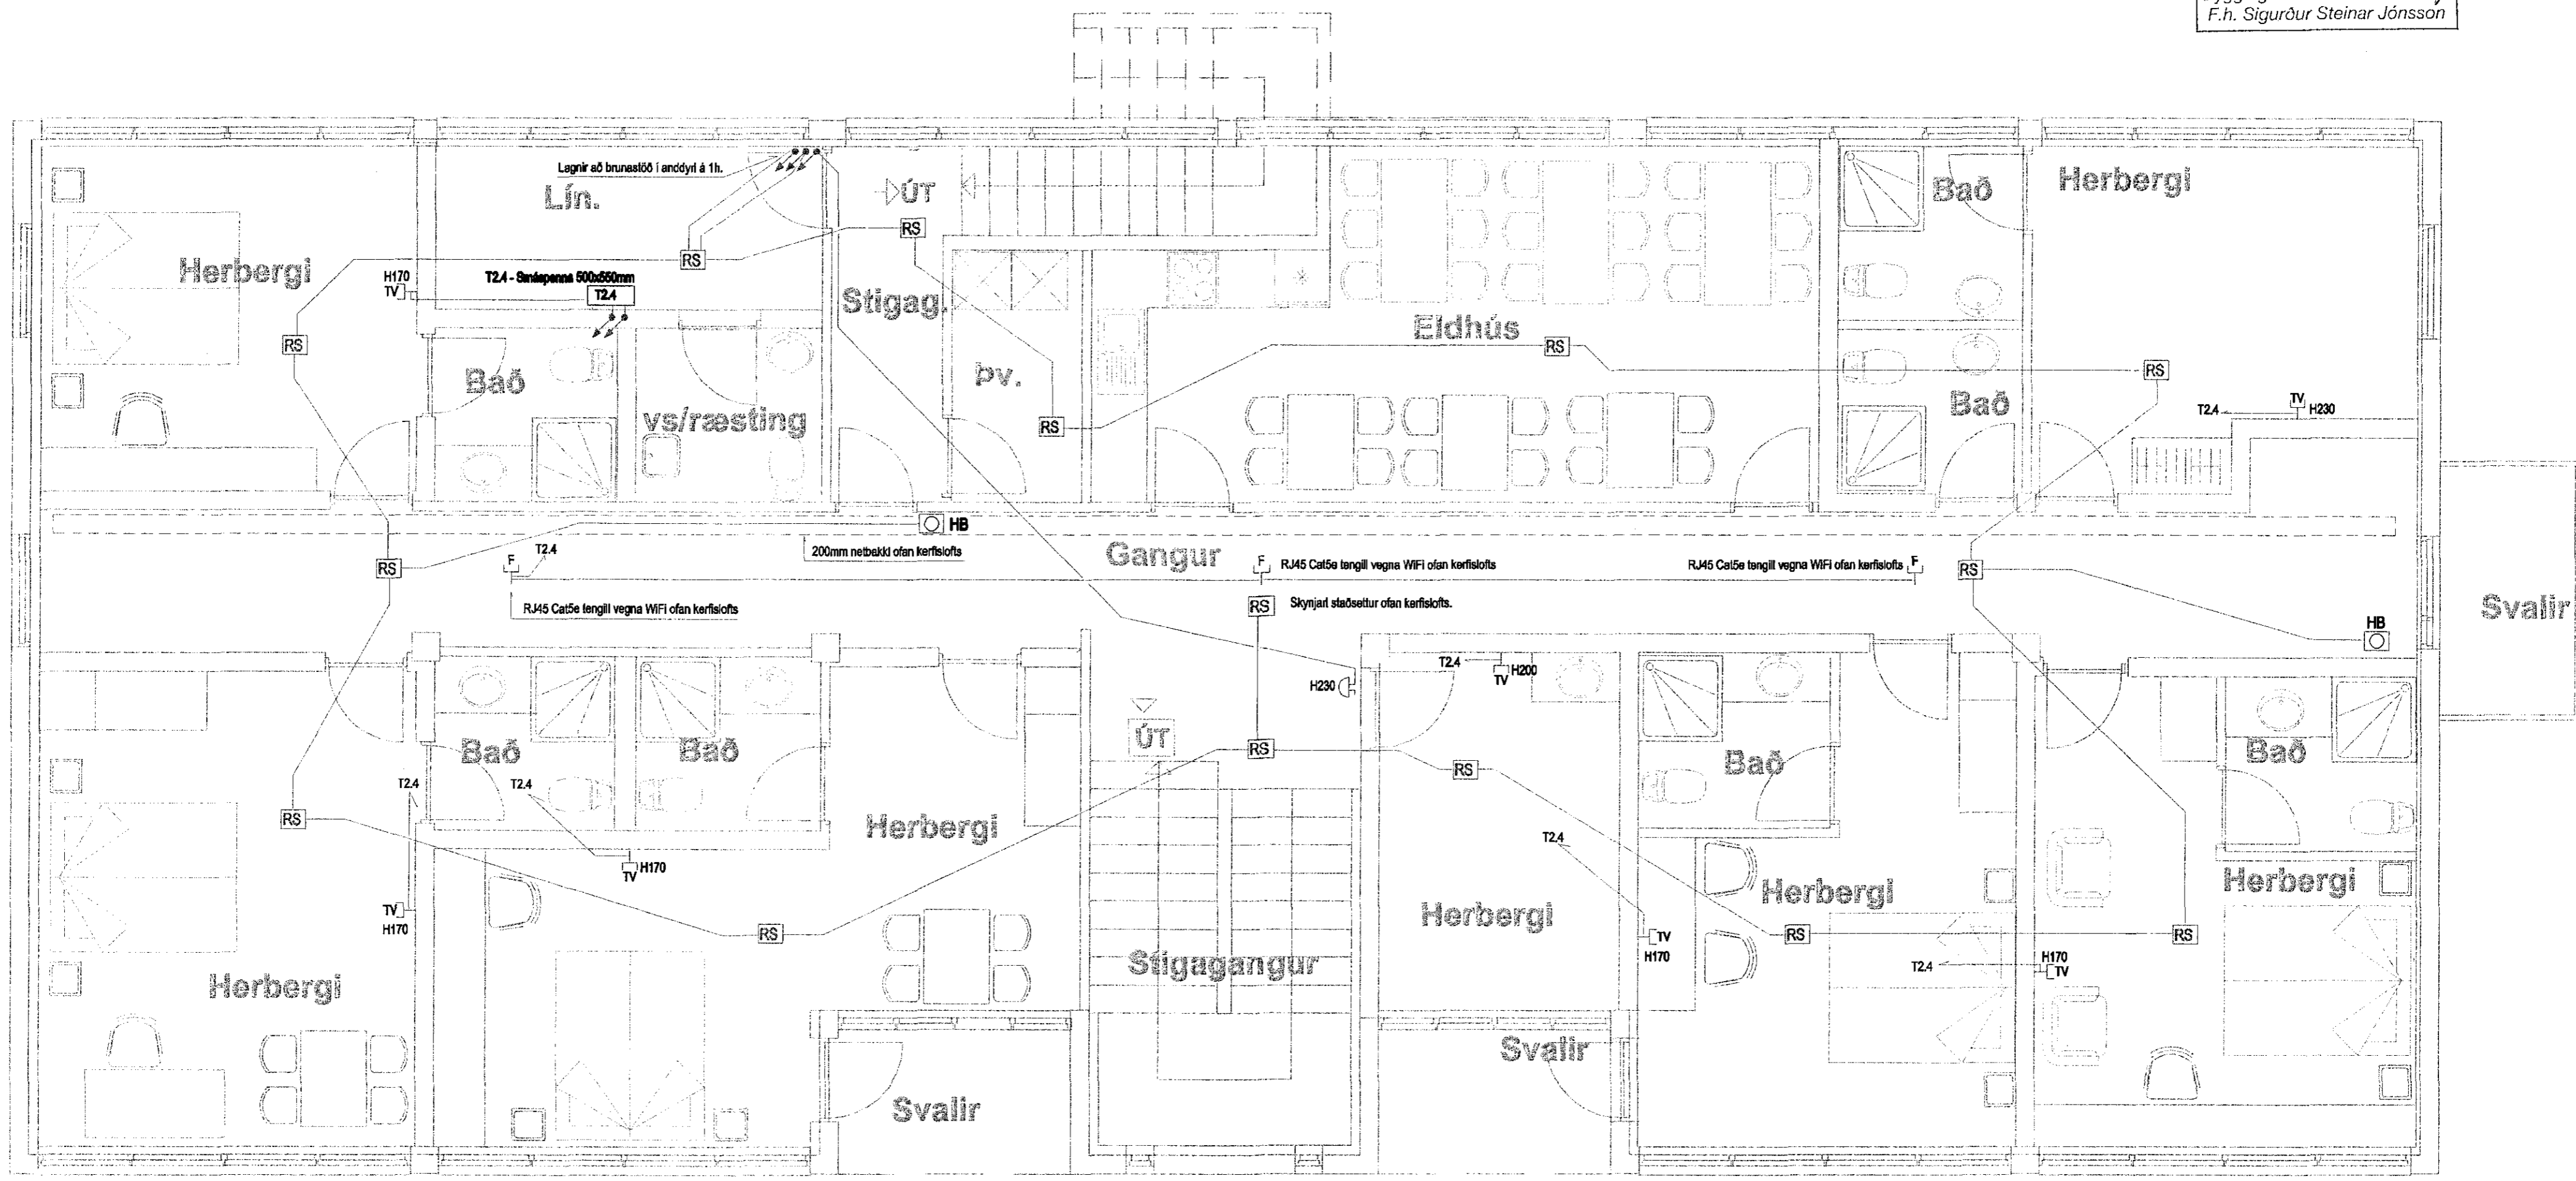 F.h. Sigurður Steinar Jónsson
Lagnir að brunastöð í anddyri á 1h.
Lín.
ÚT
Bað
Herbergi
RS
RS
Herbergi
H170
TV
T2.4 - Smáspenna 500x550mm
T2.4
Stigag.
Eldhús
RS
RS
RS
Bað
Þv.
Bað
TV
T2.4
H230
vs/ræsting
RS
HB
200mm netbakki ofan kerfislofts
Gangur
F
T2.4
RS
F
RJ45 Cat5e tengill vegna WiFi ofan kerfislofts
RJ45 Cat5e tengill vegna WiFi ofan kerfislofts
F
RS
RJ45 Cat5e tengill vegna WiFi ofan kerfislofts
RS
Skynjari staðsettur ofan kerfislofts.
Svalir
HB
T2.4
H200
TV
H230
ÚT
Bað
Bað
RS
RS
Bað
Bað
T2.4
T2.4
RS
Herbergi
T2.4
H170
TV
Herbergi
Herbergi
TV
H170
RS
Herbergi
TV
H170
RS
RS
Stigagangur
T2.4
H170
TV
Herbergi
Svalir
Svalir